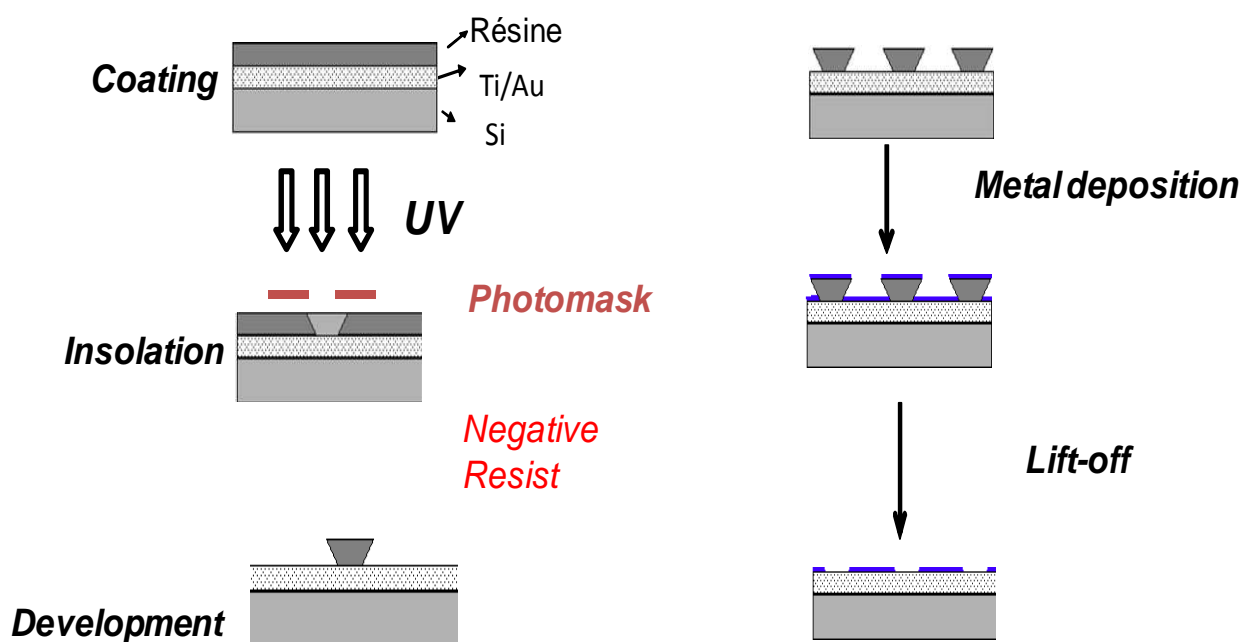 Résine
Coating
Ti/Au
Si
UV
Photomask
Insolation
Negative
Resist
Development
Metal deposition
Lift-off